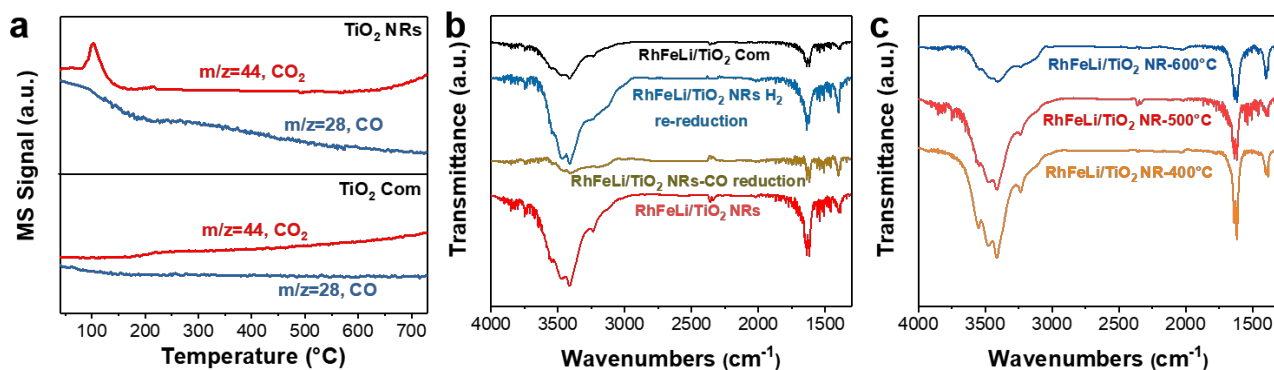 a
TiO₂ NRs
m/z=44, CO₂
m/z=28, CO
TiO₂ Com
m/z=44, CO₂
m/z=28, CO
MS Signal (a.u.)
100 200 300 400 500 600 700
Temperature (°C)
b
RhFeLi/TiO₂ Com
RhFeLi/TiO₂ NRs H₂
re-reduction
RhFeLi/TiO₂ NRs-CO reduction
RhFeLi/TiO₂ NRs
Transmittance (a.u.)
4000 3500 3000 2500 2000 1500
Wavenumbers (cm⁻¹)
c
RhFeLi/TiO₂ NR-600°C
RhFeLi/TiO₂ NR-500°C
RhFeLi/TiO₂ NR-400°C
Transmittance (a.u.)
4000 3500 3000 2500 2000 1500
Wavenumbers (cm⁻¹)